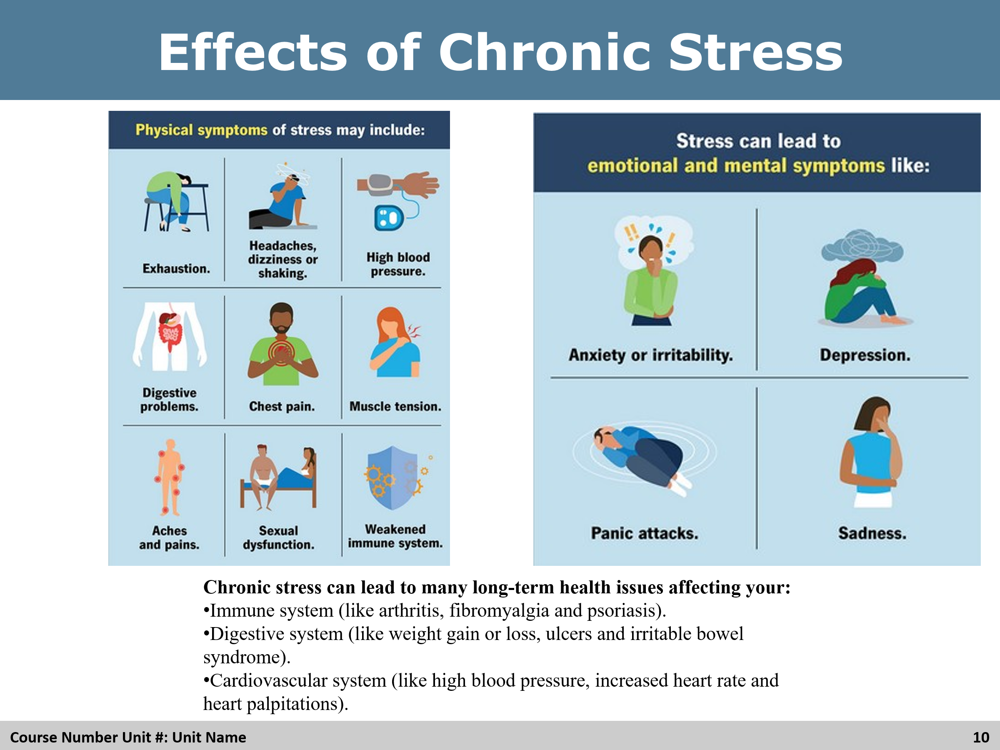 Effects of Chronic Stress
Physical symptoms of stress may include:
Exhaustion.
Headaches,
dizziness or
shaking.
High blood
pressure.
Digestive
problems.
Chest pain.
Muscle tension.
Aches
and pains.
Sexual
dysfunction.
Weakened
immune system.
Stress can lead to
emotional and mental symptoms like:
Anxiety or irritability.
Depression.
Panic attacks.
Sadness.
Chronic stress can lead to many long-term health issues affecting your:
•Immune system (like arthritis, fibromyalgia and psoriasis).
•Digestive system (like weight gain or loss, ulcers and irritable bowel
syndrome).
•Cardiovascular system (like high blood pressure, increased heart rate and
heart palpitations).
Course Number Unit #: Unit Name
10